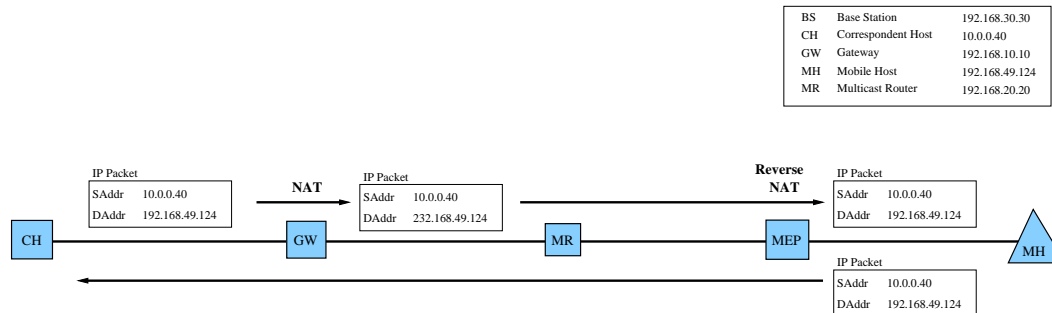 BS Base Station 192.168.30.30
CH Correspondent Host 10.0.0.40
GW Gateway 192.168.10.10
MH Mobile Host 192.168.49.124
MR Multicast Router 192.168.20.20
IP Packet
SAddr 10.0.0.40
DAddr 192.168.49.124
NAT
IP Packet
SAddr 10.0.0.40
DAddr 232.168.49.124
Reverse
NAT
IP Packet
SAddr 10.0.0.40
DAddr 192.168.49.124
CH
GW
MR
MEP
MH
IP Packet
SAddr 10.0.0.40
DAddr 192.168.49.124